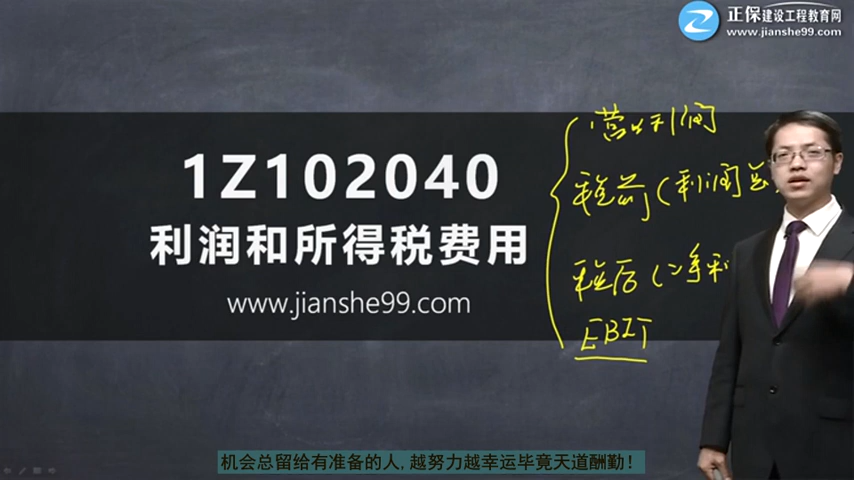 正保建设工程教育网
www.jianshe99.com
1Z102040
利润和所得税费用
www.jianshe99.com
营业利润
税前(利润总
税后(净利
EBIT
机会总留给有准备的人,越努力越幸运毕竟天道酬勤!